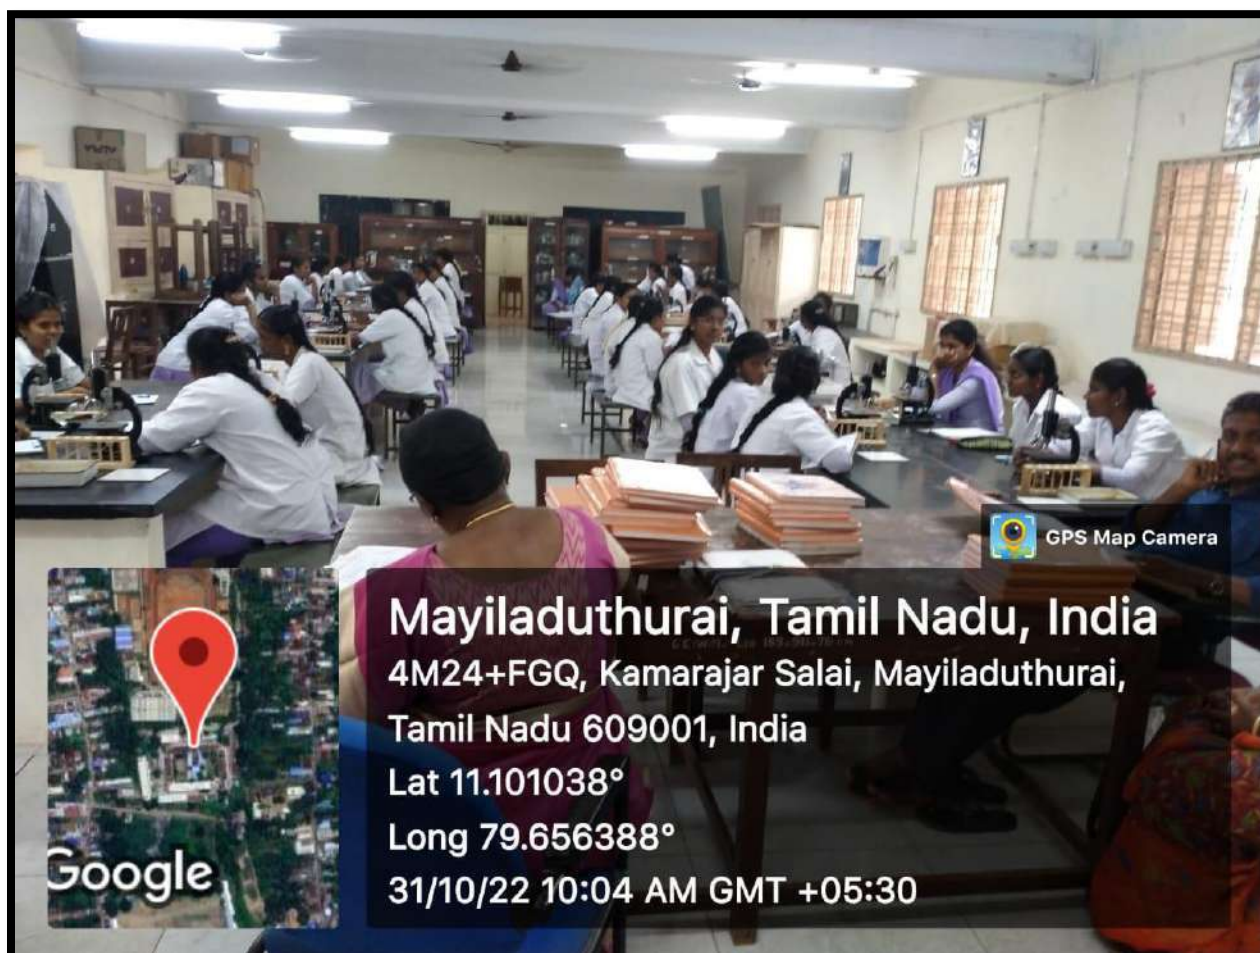 GPS Map Camera
Mayiladuthurai, Tamil Nadu, India
4M24+FGQ, Kamarajar Salai, Mayiladuthurai,
Tamil Nadu 609001, India
Lat 11.101038°
Long 79.656388°
31/10/22 10:04 AM GMT +05:30
Google